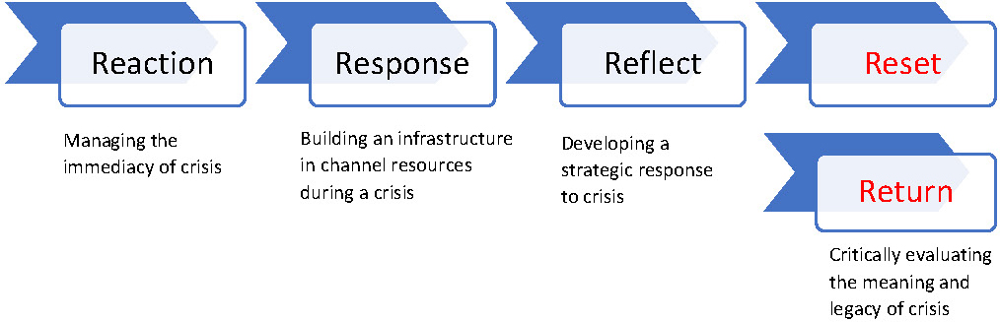 Reaction
Managing the
immediacy of crisis
Response
Building an infrastructure
in channel resources
during a crisis
Reflect
Developing a
strategic response
to crisis
Reset
Return
Critically evaluating
the meaning and
legacy of crisis